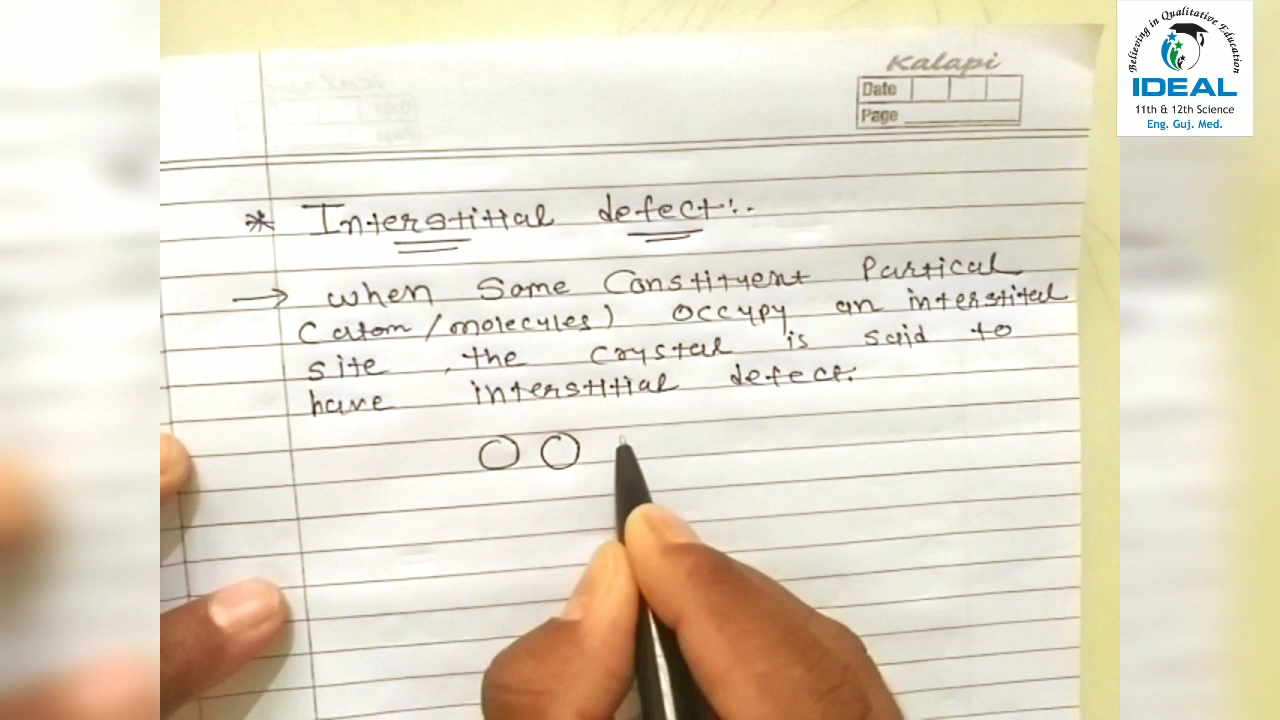 Believing in Qualitative Education
IDEAL
11th & 12th Science
Eng. Guj. Med.
Kalapi
Date
Page
* Interstitial defect:.
→ when Some Constituent Partical
(atom/molecules) occupy an interstital
site, the crystal is said to
have interstitial defect.